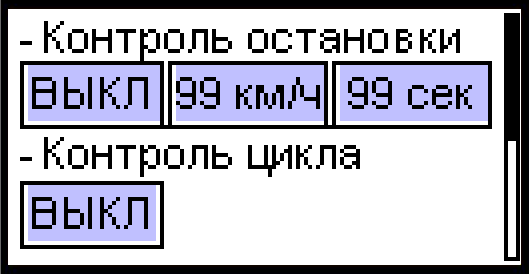 - Контроль остановки
ВЫКЛ 99 км/ч 99 сек
- Контроль цикла
ВЫКЛ